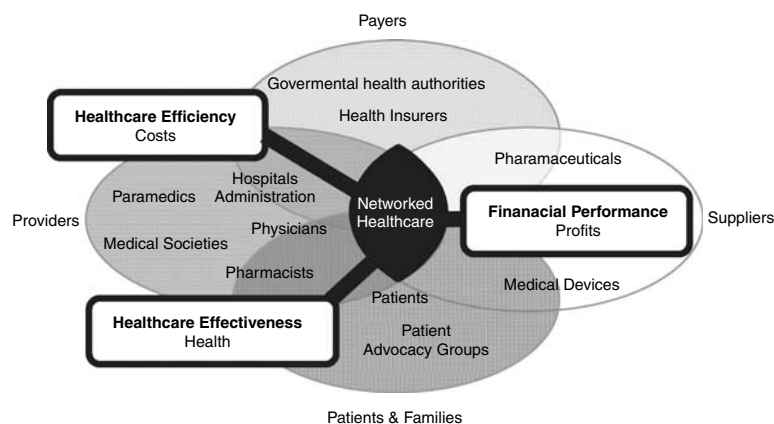 Payers
Govermental health authorities
Health Insurers
Healthcare Efficiency
Costs
Pharamaceuticals
Hospitals
Administration
Paramedics
Networked
Healthcare
Finanacial Performance
Profits
Providers
Suppliers
Physicians
Medical Societies
Pharmacists
Medical Devices
Patients
Healthcare Effectiveness
Health
Patient
Advocacy Groups
Patients & Families